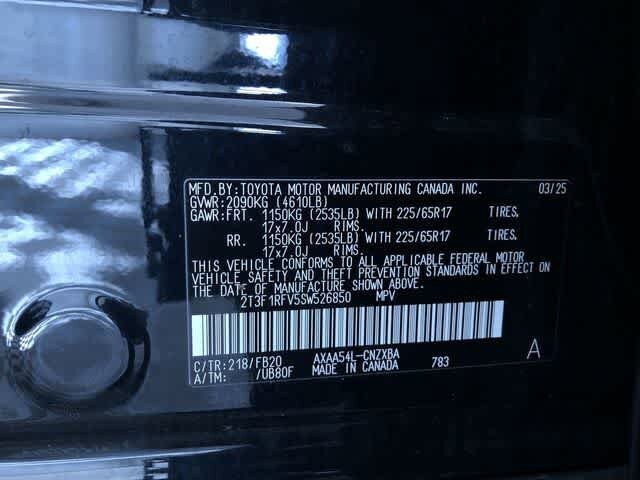 MFD.BY:TOYOTA MOTOR MANUFACTURING CANADA INC. 03/25
GVWR:2090KG (4610LB)
GAWR:FRT. 1150KG (2535LB) WITH 225/65R17 TIRES.
17x7.0J RIMS.
RR. 1150KG (2535LB) WITH 225/65R17 TIRES.
17x7.0J RIMS.
THIS VEHICLE CONFORMS TO ALL APPLICABLE FEDERAL MOTOR
VEHICLE SAFETY AND THEFT PREVENTION STANDARDS IN EFFECT ON
THE DATE OF MANUFACTURE SHOWN ABOVE.
2T3F1RFV5SW526850 MPV
C/TR:218/FB20 AXAA54L-CNZXBA 783 A
A/TM: /UB80F MADE IN CANADA